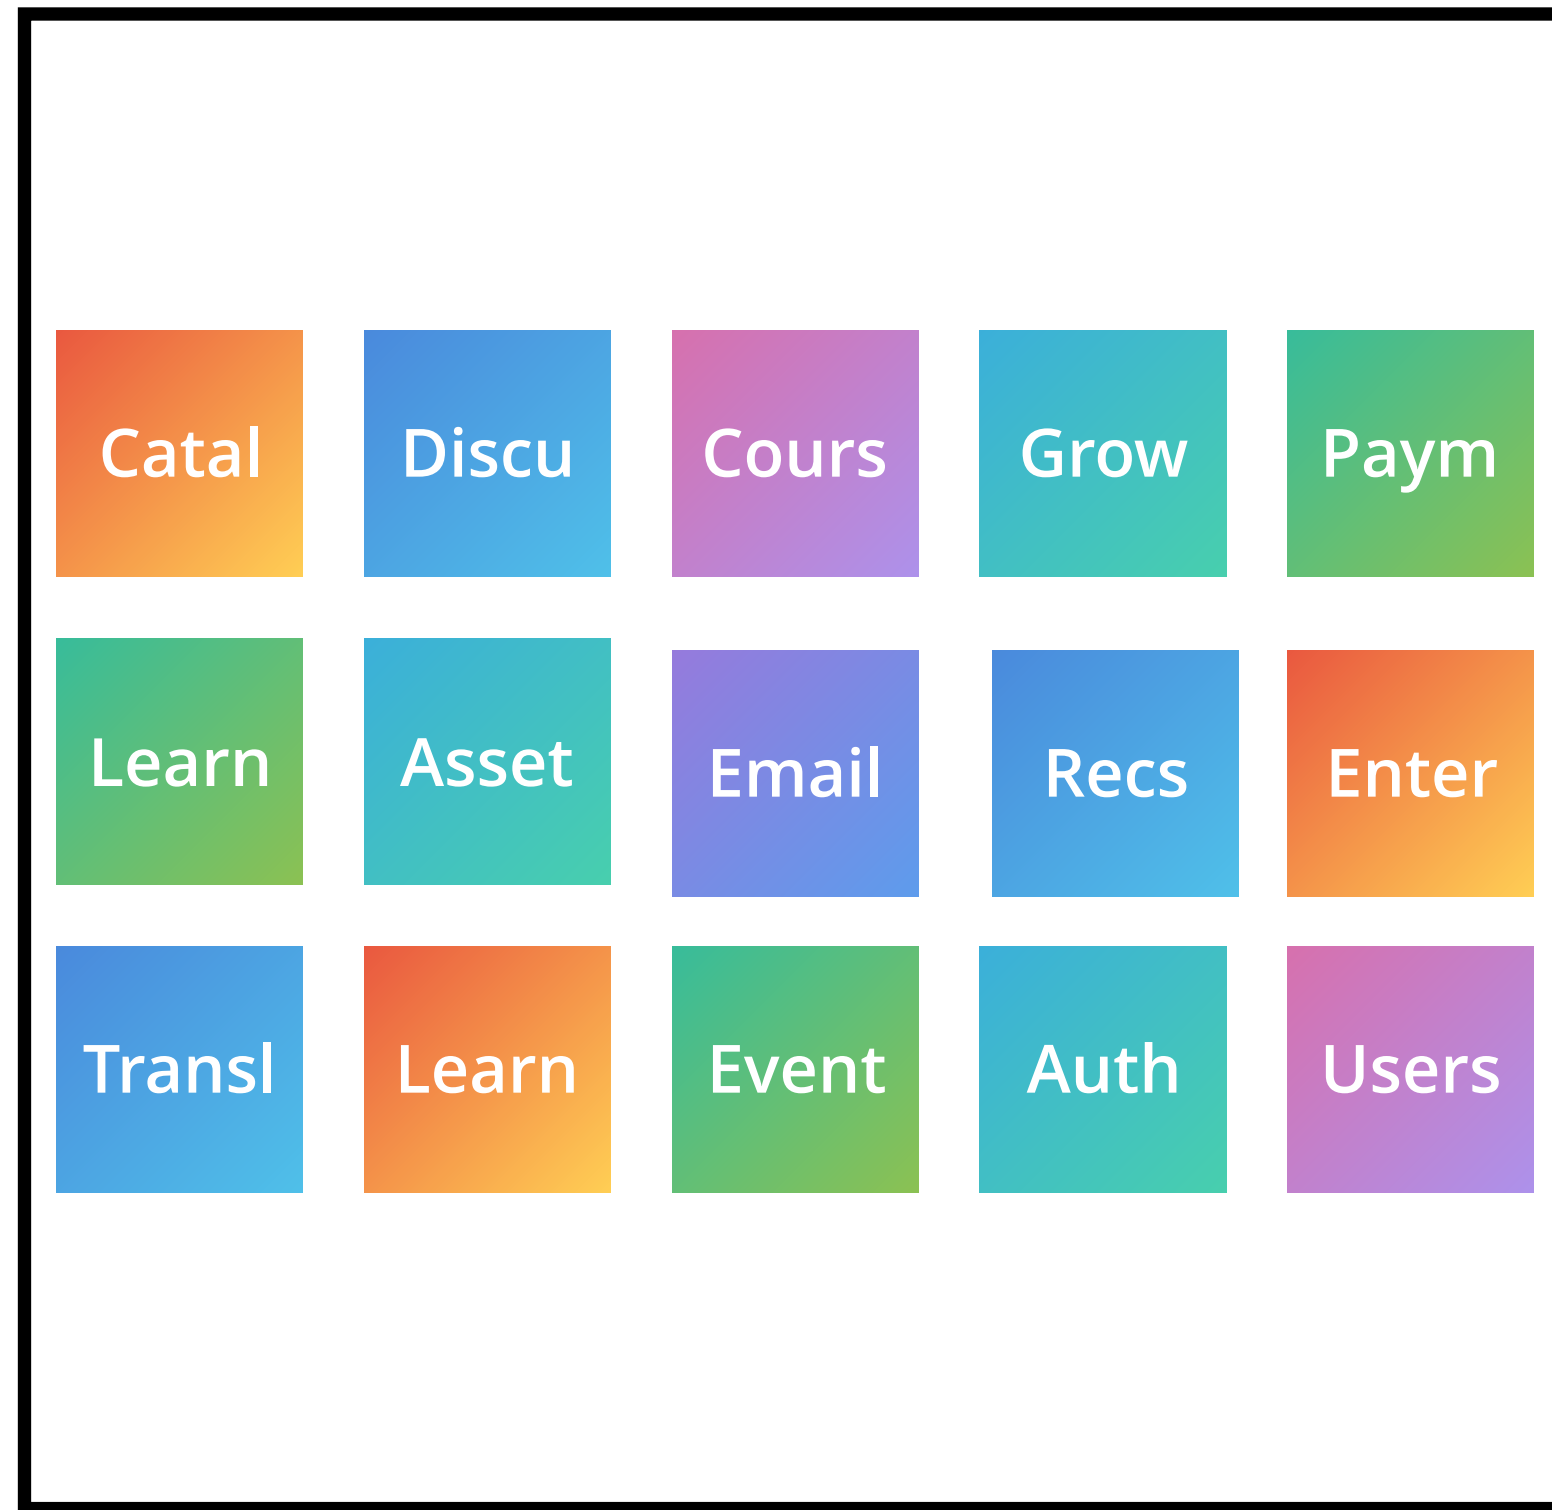 Catal
Discu
Cours
Grow
Paym
Learn
Asset
Email
Recs
Enter
Transl
Learn
Event
Auth
Users